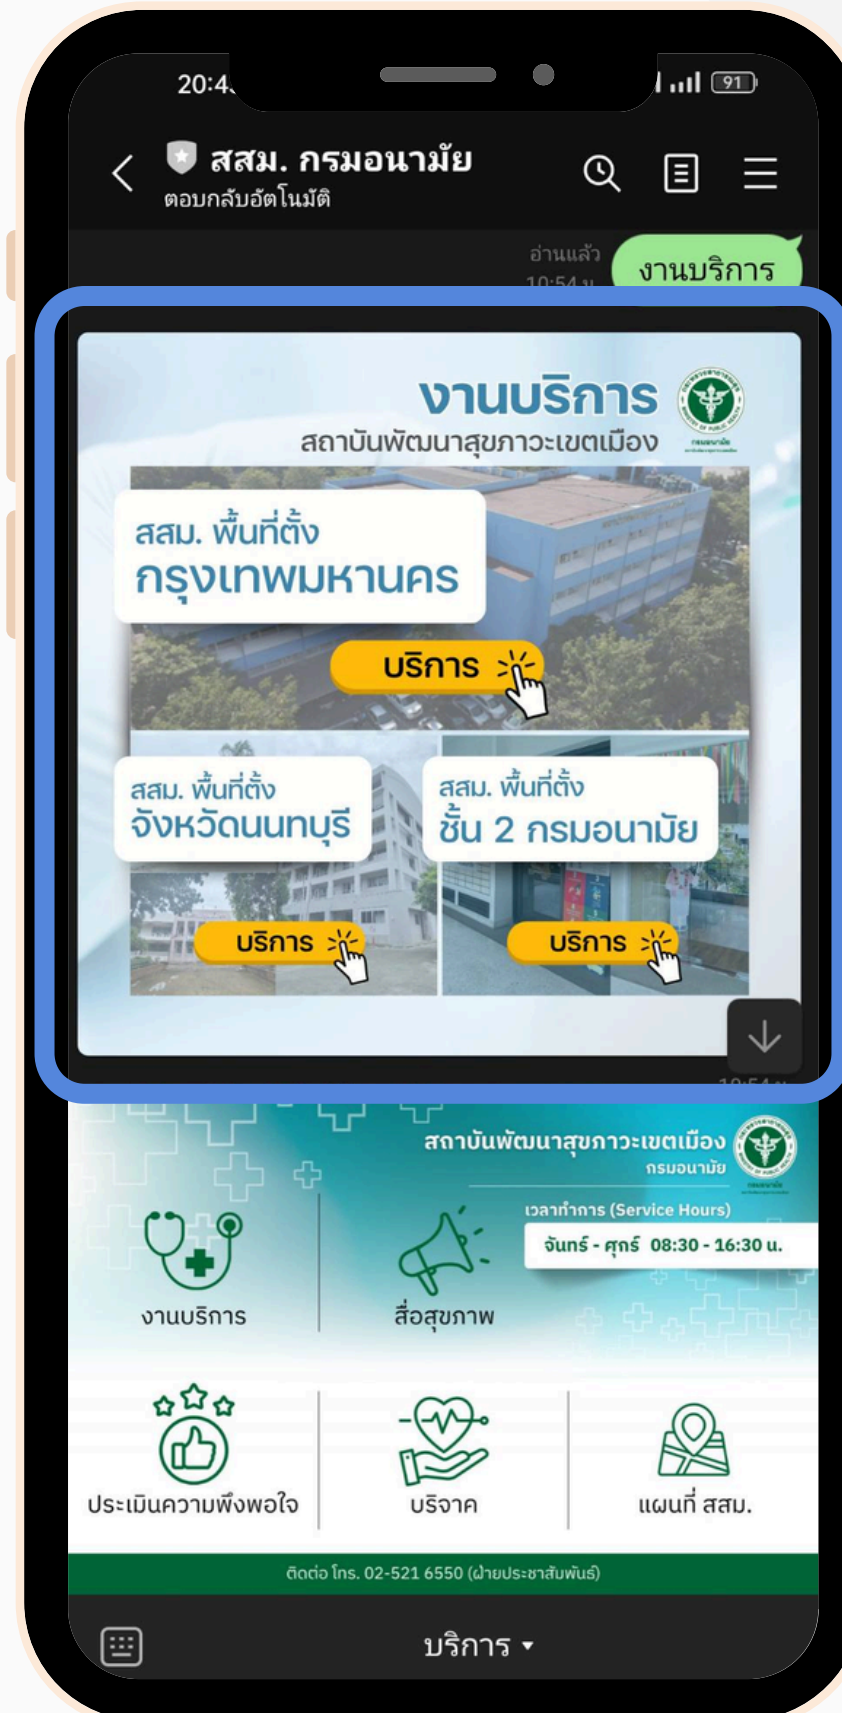 20:4
91
สสม. กรมอนามัย
ตอบกลับอัตโนมัติ
อ่านแล้ว
10:54 น.
งานบริการ
งานบริการ
สถาบันพัฒนาสุขภาวะเขตเมือง
กรมอนามัย
สสม. พื้นที่ตั้ง
กรุงเทพมหานคร
บริการ
สสม. พื้นที่ตั้ง
จังหวัดนนทบุรี
บริการ
สสม. พื้นที่ตั้ง
ชั้น 2 กรมอนามัย
บริการ
สถาบันพัฒนาสุขภาวะเขตเมือง
กรมอนามัย
เวลาทำการ (Service Hours)
จันทร์ - ศุกร์ 08:30 - 16:30 น.
งานบริการ
สื่อสุขภาพ
ประเมินความพึงพอใจ
บริจาค
แผนที่ สสม.
ติดต่อ โทร. 02-521 6550 (ฝ่ายประชาสัมพันธ์)
บริการ